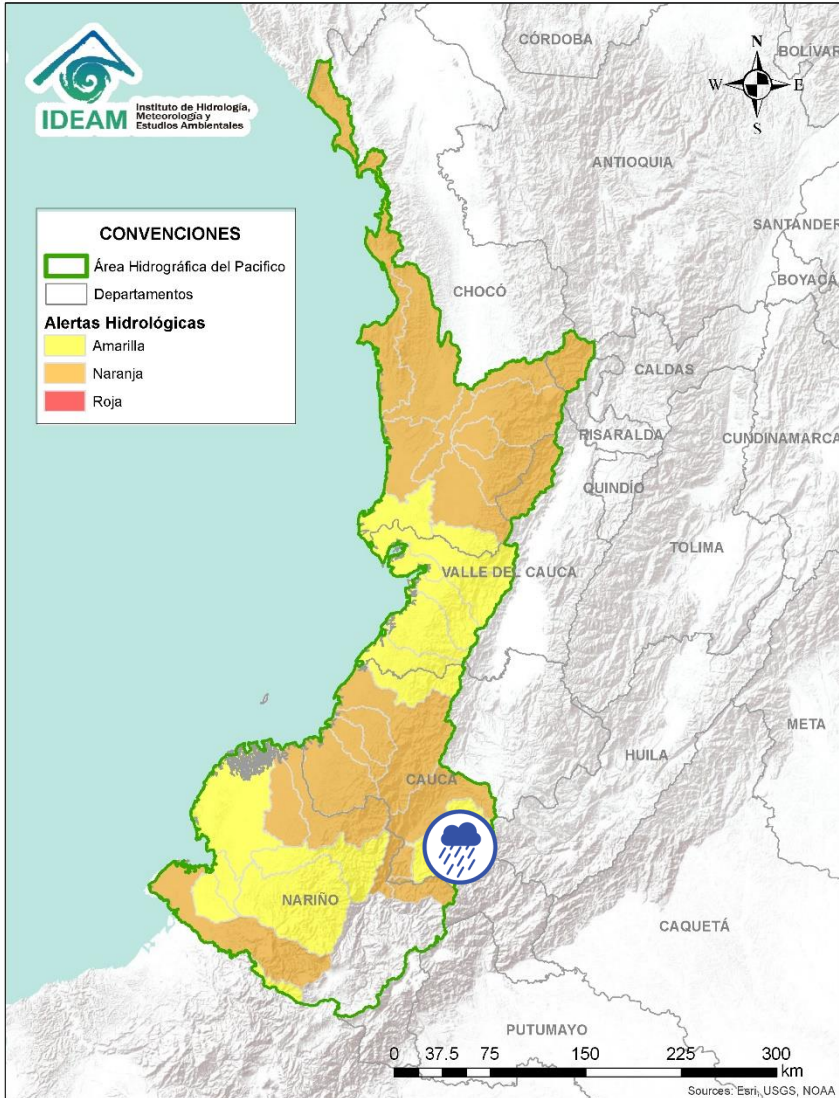 IDEAM
Instituto de Hidrología,
Meteorología y
Estudios Ambientales
CÓRDOBA
BOLÍVAR
N
W
E
S
ANTIOQUIA
SANTANDER
BOYACÁ
CONVENCIONES
Área Hidrográfica del Pacifico
Departamentos
Alertas Hidrológicas
Amarilla
Naranja
Roja
CHOCÓ
CALDAS
RISARALDA
CUNDINAMARCA
QUINDÍO
TOLIMA
VALLE DEL CAUCA
META
HUILA
CAUCA
NARIÑO
CAQUETÁ
PUTUMAYO
0 37.5 75 150 225 300
km
Sources: Esri, USGS, NOAA